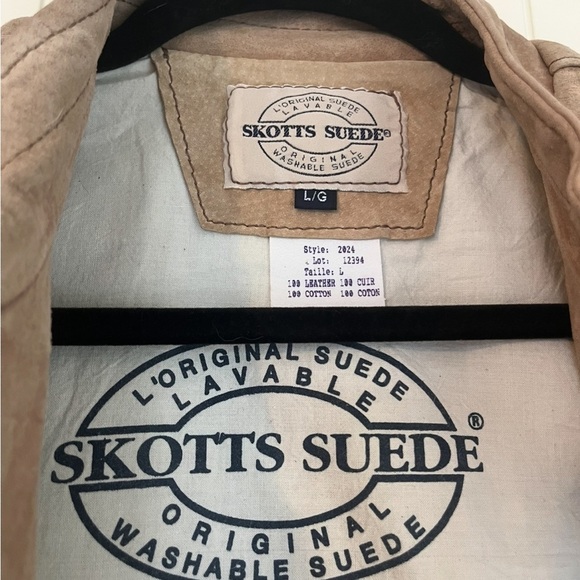 L'ORIGINAL SUEDE
LAVABLE
SKOTTS SUEDE®
ORIGINAL
WASHABLE SUEDE
L/G
Style: 2024
Lot: 12394
Taille: L
100 LEATHER 100 CUIR
100 COTTON 100 COTON
L'ORIGINAL SUEDE
LAVABLE
SKOTTS SUEDE®
ORIGINAL
WASHABLE SUEDE